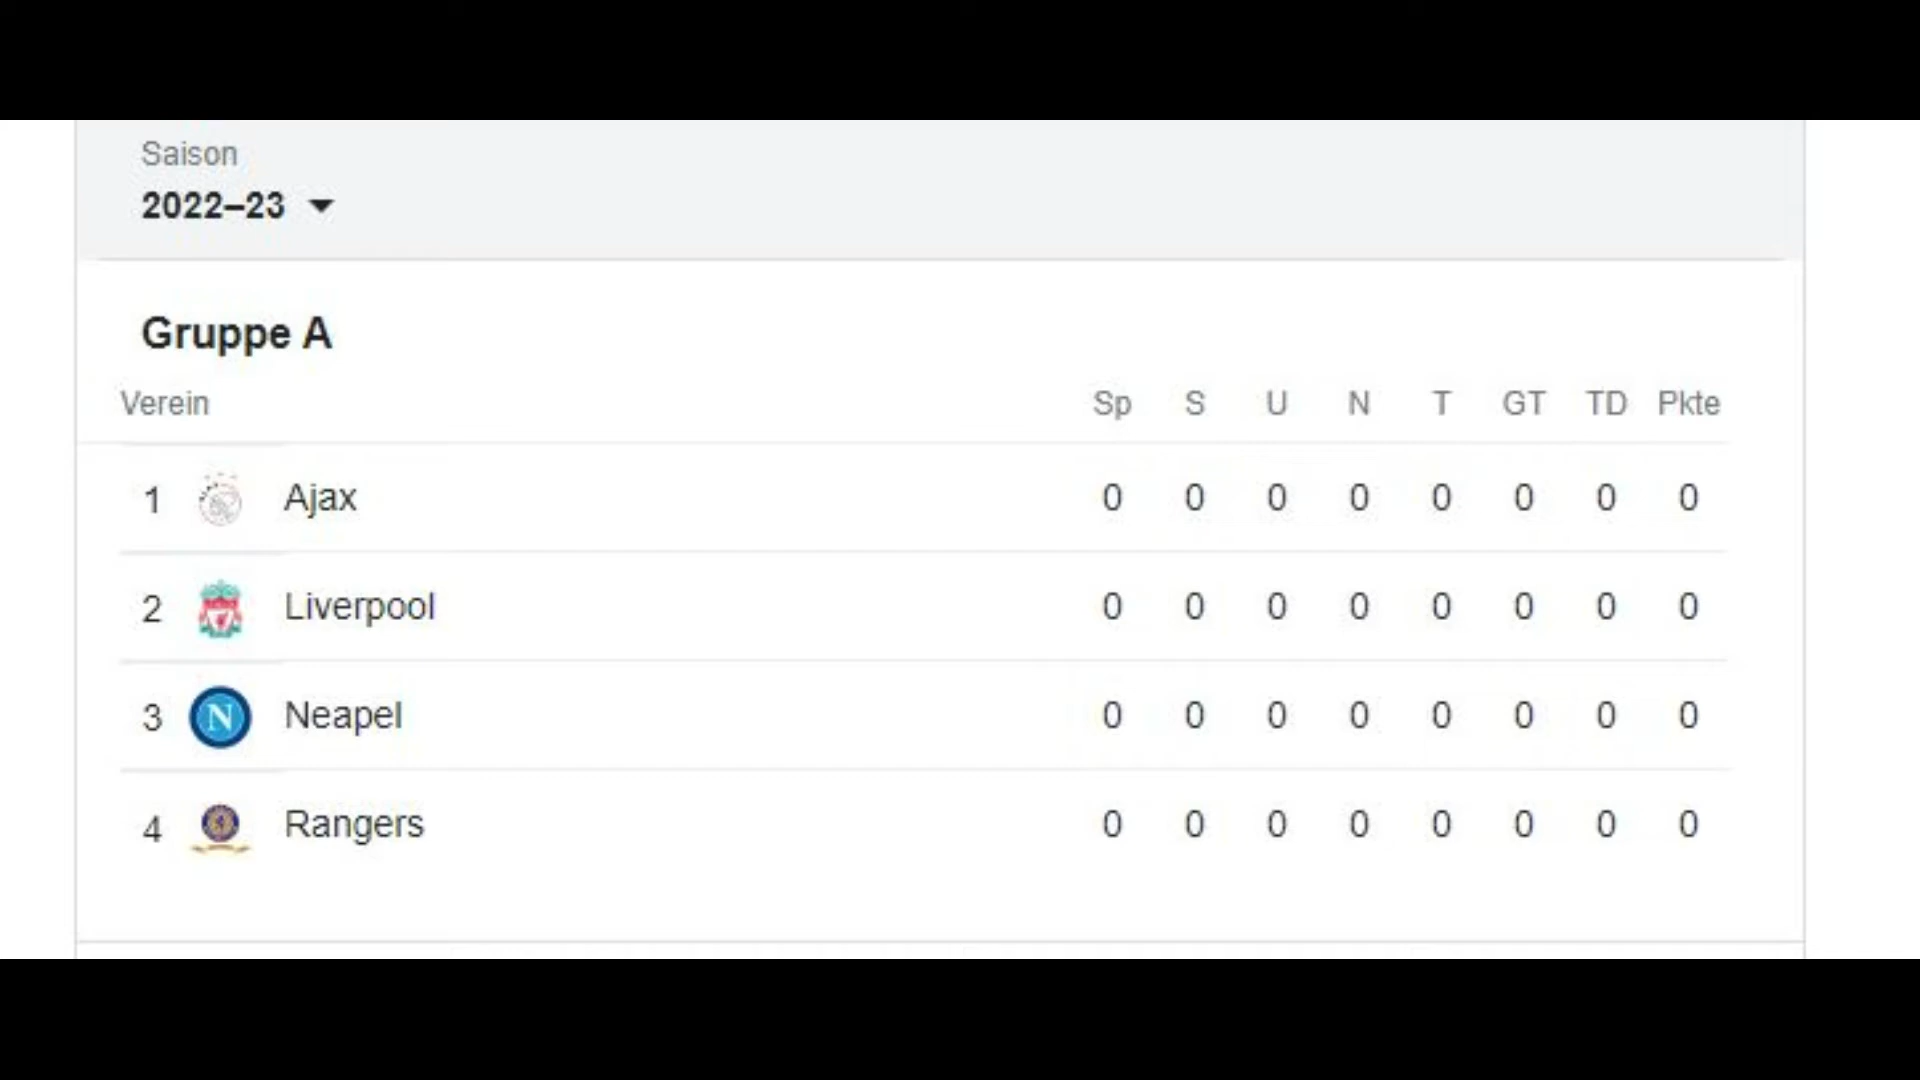 Saison
2022–23
Gruppe A
Verein Sp S U N T GT TD Pkte
1 Ajax 0 0 0 0 0 0 0 0
2 Liverpool 0 0 0 0 0 0 0 0
3 N Neapel 0 0 0 0 0 0 0 0
4 Rangers 0 0 0 0 0 0 0 0